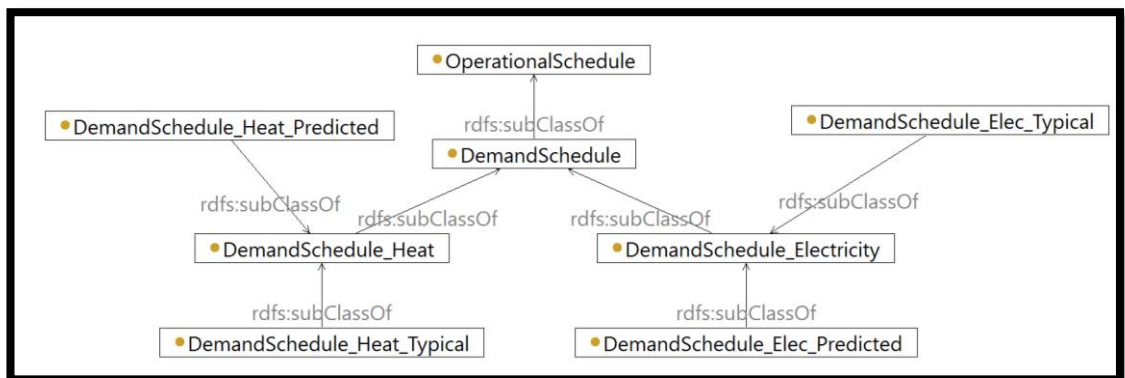 OperationalSchedule
DemandSchedule_Heat_Predicted
DemandSchedule_Elec_Typical
rdfs:subClassOf
DemandSchedule
rdfs:subClassOf
rdfs:subClassOf
rdfs:subClassOf
rdfs:subClassOf
DemandSchedule_Heat
DemandSchedule_Electricity
rdfs:subClassOf
rdfs:subClassOf
DemandSchedule_Heat_Typical
DemandSchedule_Elec_Predicted